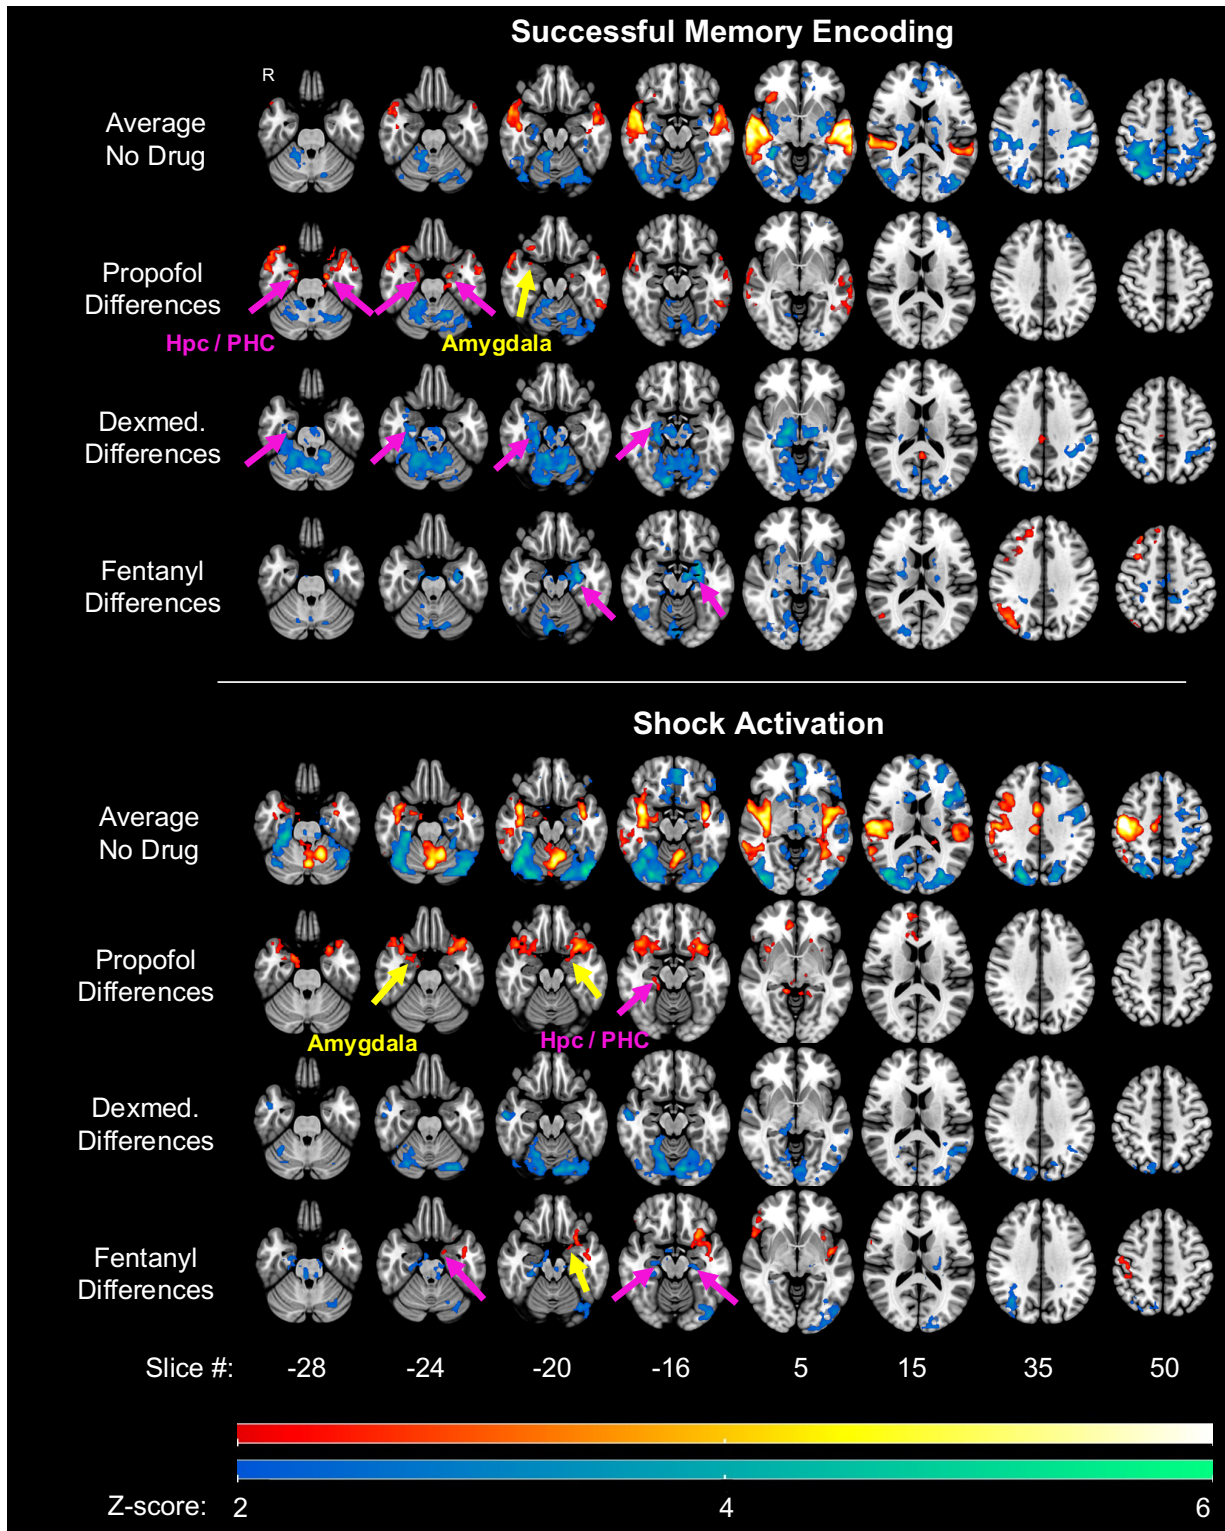 Successful Memory Encoding
R
Average
No Drug
Propofol
Differences
Hpc / PHC
Amygdala
Dexmed.
Differences
Fentanyl
Differences
Shock Activation
Average
No Drug
Propofol
Differences
Amygdala
Hpc / PHC
Dexmed.
Differences
Fentanyl
Differences
Slice #: -28 -24 -20 -16 5 15 35 50
Z-score: 2 4 6